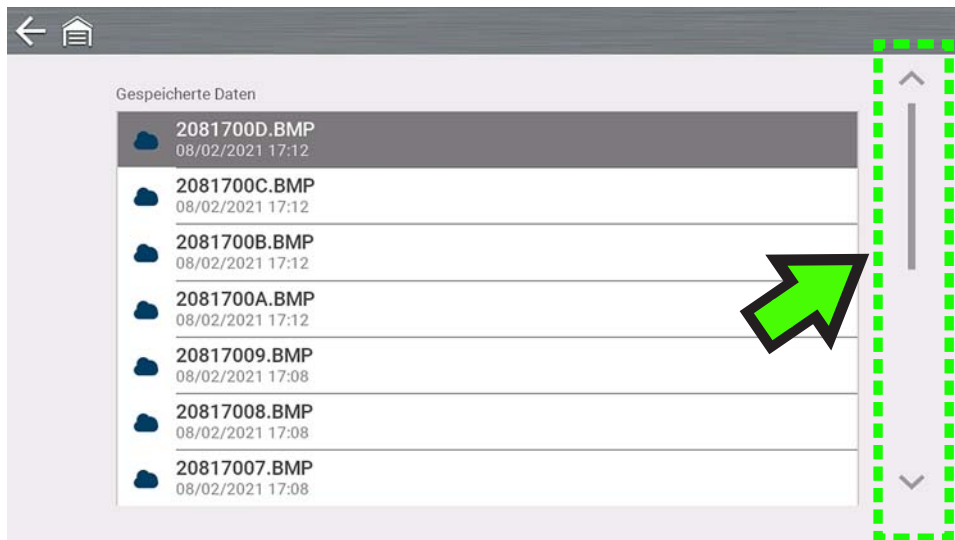 Gespeicherte Daten
2081700D.BMP
08/02/2021 17:12
2081700C.BMP
08/02/2021 17:12
2081700B.BMP
08/02/2021 17:12
2081700A.BMP
08/02/2021 17:12
20817009.BMP
08/02/2021 17:08
20817008.BMP
08/02/2021 17:08
20817007.BMP
08/02/2021 17:08